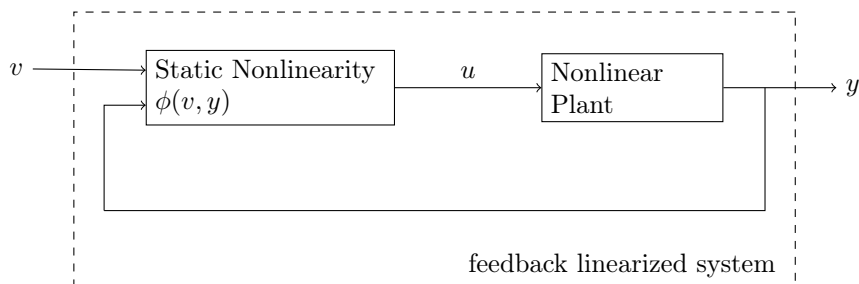 v
Static Nonlinearity
ϕ(v, y)
u
Nonlinear
Plant
y
feedback linearized system